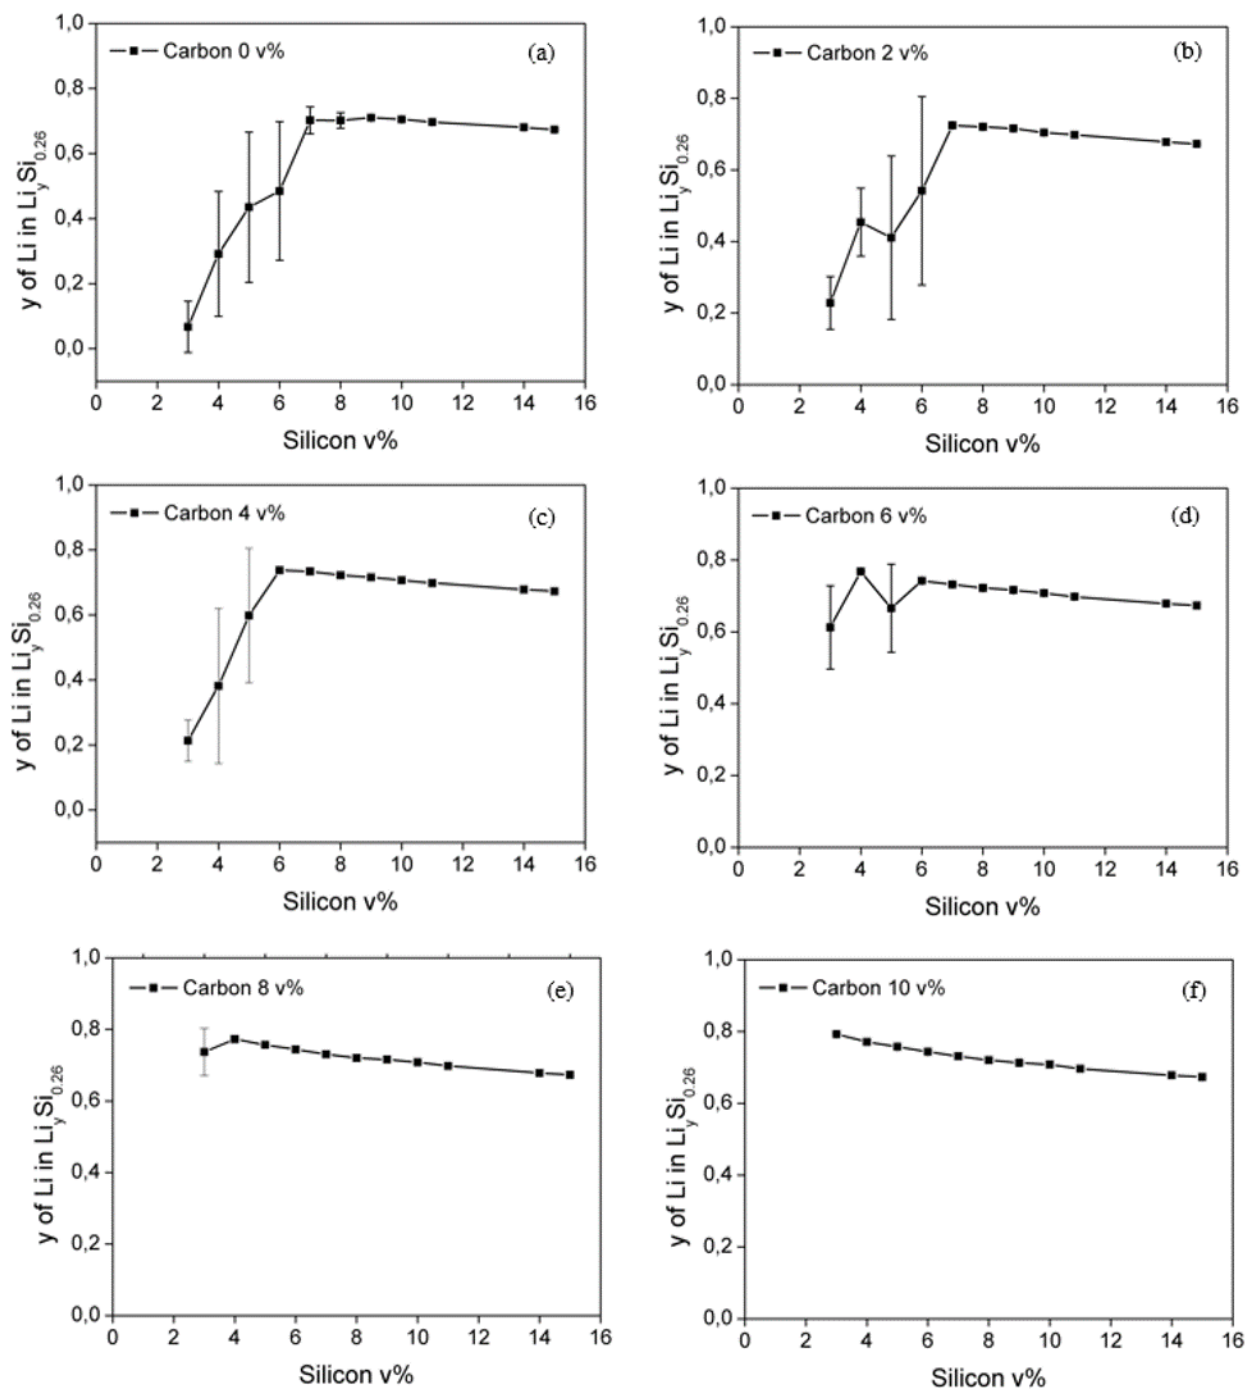 Carbon 0 v%
(a)
y of Li in LiySi0.26
1,0
0,8
0,6
0,4
0,2
0,0
0 2 4 6 8 10 12 14 16
Silicon v%
Carbon 2 v%
(b)
y of Li in LiySi0.26
1,0
0,8
0,6
0,4
0,2
0,0
0 2 4 6 8 10 12 14 16
Silicon v%
Carbon 4 v%
(c)
y of Li in LiySi0.26
1,0
0,8
0,6
0,4
0,2
0,0
0 2 4 6 8 10 12 14 16
Silicon v%
Carbon 6 v%
(d)
y of Li in LiySi0.26
1,0
0,8
0,6
0,4
0,2
0,0
0 2 4 6 8 10 12 14 16
Silicon v%
Carbon 8 v%
(e)
y of Li in LiySi0.26
1,0
0,8
0,6
0,4
0,2
0,0
0 2 4 6 8 10 12 14 16
Silicon v%
Carbon 10 v%
(f)
y of Li in LiySi0.26
1,0
0,8
0,6
0,4
0,2
0,0
0 2 4 6 8 10 12 14 16
Silicon v%